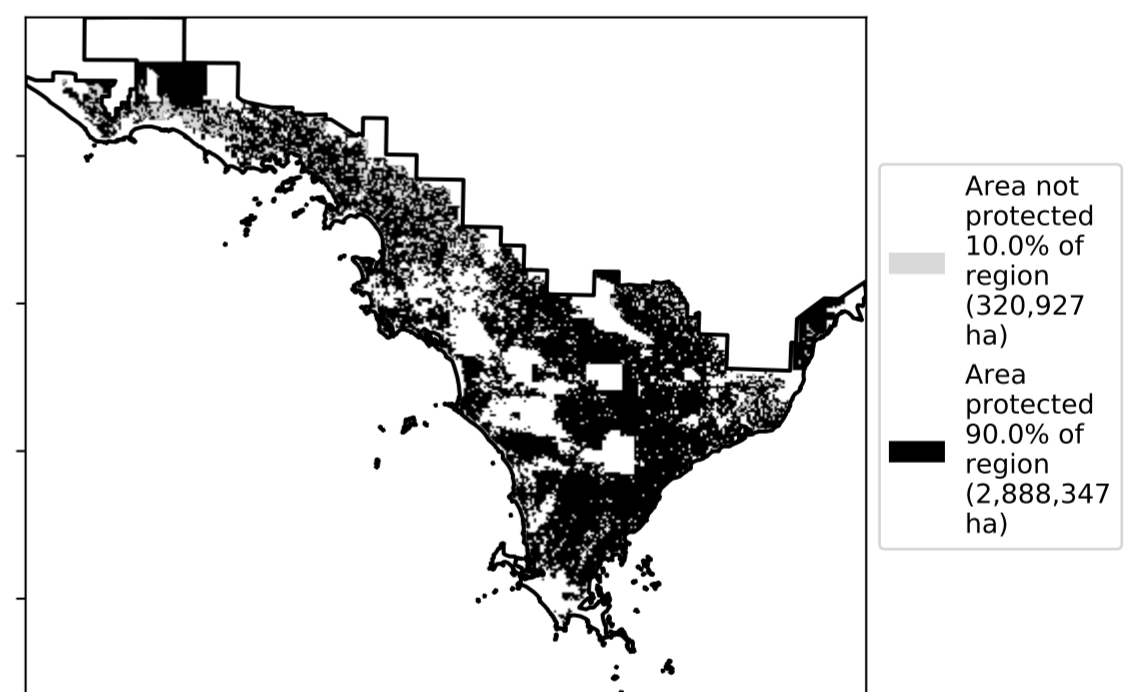 Area not
protected
10.0% of
region
(320,927
ha)
Area
protected
90.0% of
region
(2,888,347
ha)